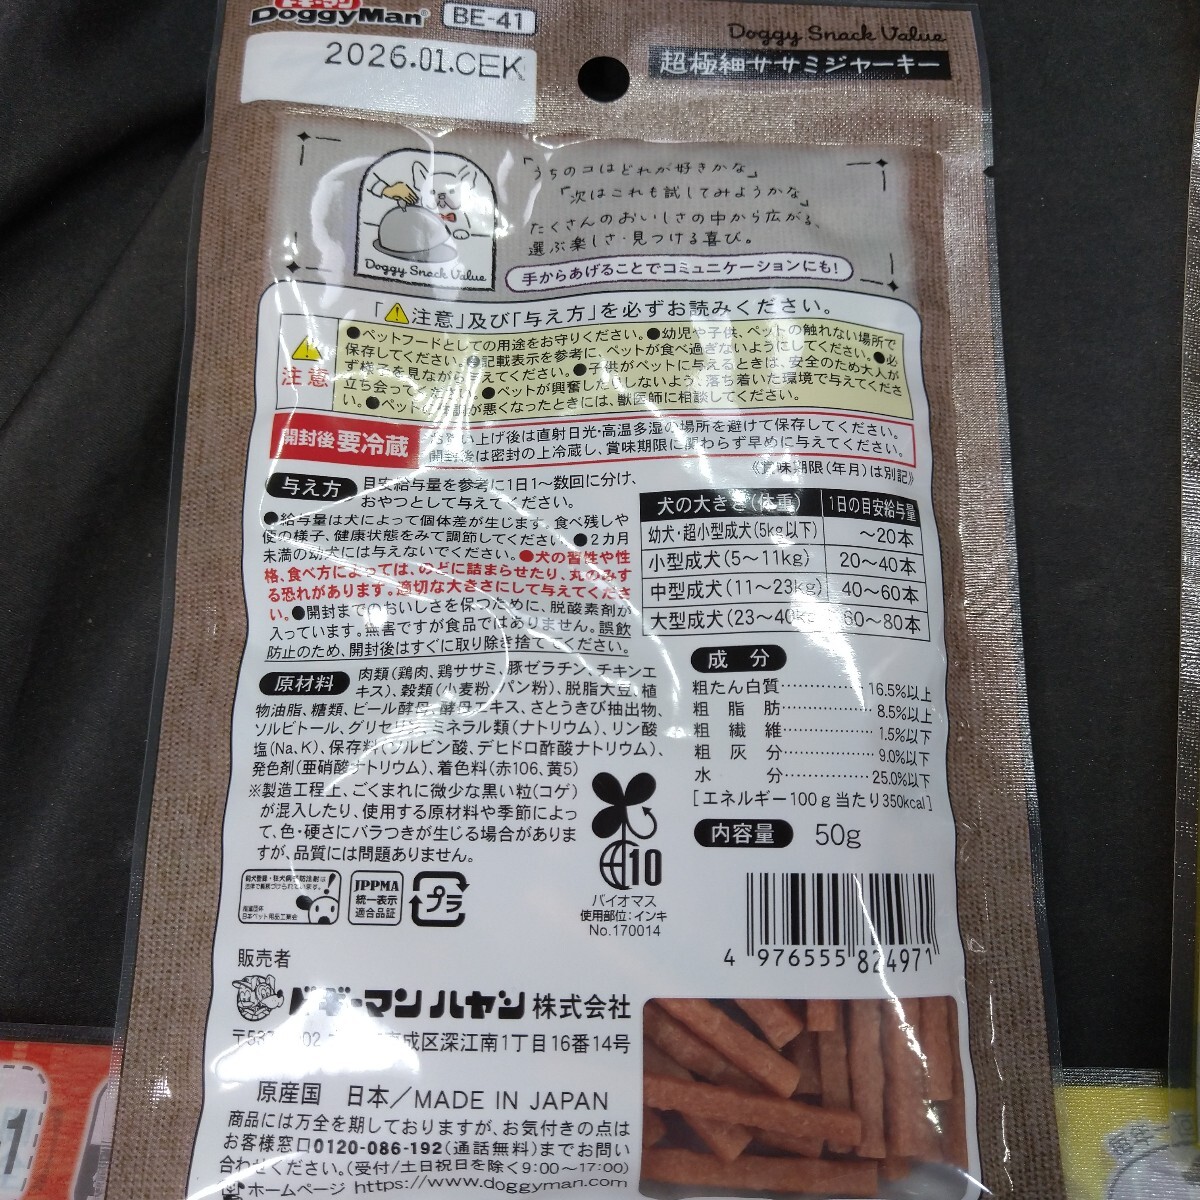 ドギーマン
DoggyMan® BE-41
2026.01.CEK
Doggy Snack Value
超極細ササミジャーキー
「うちのコはどれが好きかな」
「次はこれも試してみようかな」
たくさんのおいしさの中から広がる、
選ぶ楽しさ・見つける喜び。
手からあげることでコミュニケーションにも!
Doggy Snack Value
「注意」及び「与え方」を必ずお読みください。
注意
●ペットフードとしての用途をお守りください。●幼児や子供、ペットの触れない場所で
保存してください。●記載表示を参考に、ペットが食べ過ぎないようにしてください。●必
ず様子を見ながら与えてください。●子供がペットに与えるときは、安全のため大人が
立ち会って ください。●ペットが興奮したりしないよう、落ち着いた環境で与えてくださ
い。●ペットの体調が悪くなったときには、獣医師に相談してください。
開封後要冷蔵
お買い上げ後は直射日光・高温多湿の場所を避けて保存してください。
開封後は密封の上冷蔵し、賞味期限に関わらず早めに与えてください。
《賞味期限(年月)は別記》
与え方 目安給与量を参考に1日1〜数回に分け、
おやつとして与えてください。
●給与量は犬によって個体差が生じます。食べ残しや
便の様子、健康状態をみて調節してください。●2カ月
未満の幼犬には与えないでください。●犬の習性や性
格、食べ方によっては、のどに詰まらせたり、丸のみす
る恐れがあります。適切な大きさにして与えてくださ
い。●開封までのおいしさを保つために、脱酸素剤が
入っています。無害ですが食品ではありません。誤飲
防止のため、開封後はすぐに取り除き捨ててください。
犬の大きさ(体重) 1日の目安給与量
幼犬・超小型成犬(5kg以下) 〜20本
小型成犬(5〜11kg) 20〜40本
中型成犬(11〜23kg) 40〜60本
大型成犬(23〜40kg) 60〜80本
原材料 肉類(鶏肉、鶏ササミ、豚ゼラチン、チキンエ
キス)、穀類(小麦粉、パン粉)、脱脂大豆、植
物油脂、糖類、ビール酵母、酵母エキス、さとうきび抽出物、
ソルビトール、グリセリン、ミネラル類(ナトリウム)、リン酸
塩(Na、K)、保存料(ソルビン酸、デヒドロ酢酸ナトリウム)、
発色剤(亜硝酸ナトリウム)、着色料(赤106、黄5)
※製造工程上、ごくまれに微少な黒い粒(コゲ)
が混入したり、使用する原材料や季節によっ
て、色・硬さにバラつきが生じる場合がありま
すが、品質には問題ありません。
成分
粗たん白質 16.5%以上
粗脂肪 8.5%以上
粗繊維 1.5%以下
粗灰分 9.0%以下
水分 25.0%以下
[エネルギー100g当たり350kcal]
内容量 50g
10
バイオマス
使用部位:インキ
No.170014
JPPMA
統一表示
適合品証
プラ
4 976555 824971
販売者
ドギーマンハヤシ株式会社
成区深江南1丁目16番14号
原産国 日本/MADE IN JAPAN
商品には万全を期しておりますが、お気付きの点は
お客様窓口0120-086-192(通話無料)までお問い
合わせください。(受付/土日祝日を除く9:00〜17:00)
ホームページ https://www.doggyman.com